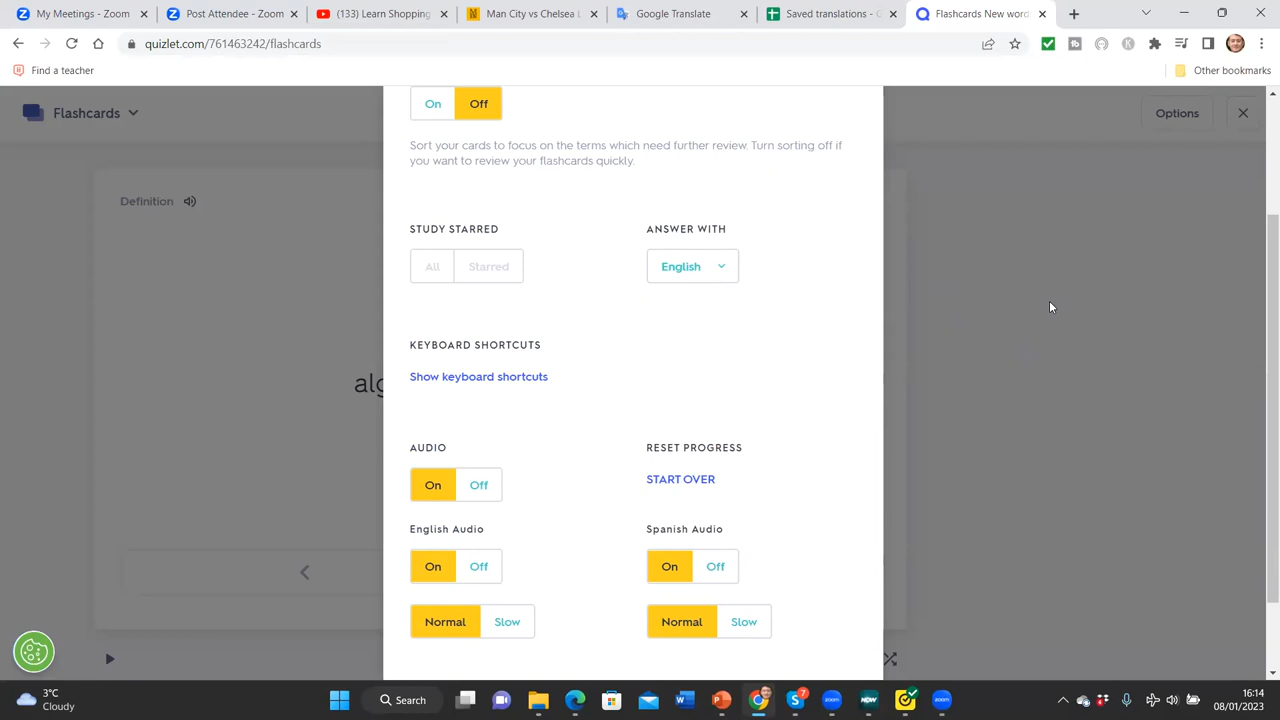 My Meetings - Zoom
Post Attendee - Zoom
(133) Learn Shopping
Man City vs Chelsea L
Google Translate
Saved translations - G
Flashcards New word
quizlet.com/761463242/flashcards
Find a teacher
Other bookmarks
Flashcards
Options
On Off
Sort your cards to focus on the terms which need further review. Turn sorting off if
you want to review your flashcards quickly.
Definition
STUDY STARRED
ANSWER WITH
All Starred
English
KEYBOARD SHORTCUTS
Show keyboard shortcuts
alg
AUDIO
RESET PROGRESS
On Off
START OVER
English Audio
Spanish Audio
On Off
On Off
Normal Slow
Normal Slow
3°C
Cloudy
Search
7
16:14
08/01/2023